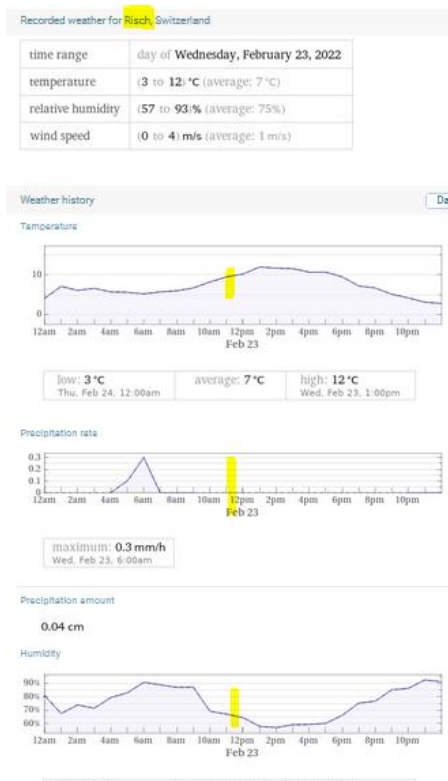 Recorded weather for Risch, Switzerland
time range day of Wednesday, February 23, 2022
temperature (3 to 12) °C (average: 7 °C)
relative humidity (57 to 93)% (average: 75%)
wind speed (0 to 4) m/s (average: 1 m/s)
Weather history Da
Temperature
10
0
12am 2am 4am 6am 8am 10am 12pm 2pm 4pm 6pm 8pm 10pm
Feb 23
low: 3 °C average: 7 °C high: 12 °C
Thu, Feb 24, 12:00am Wed, Feb 23, 1:00pm
Precipitation rate
0.3
0.2
0.1
0
12am 2am 4am 6am 8am 10am 12pm 2pm 4pm 6pm 8pm 10pm
Feb 23
maximum: 0.3 mm/h
Wed, Feb 23, 6:00am
Precipitation amount
0.04 cm
Humidity
90%
80%
70%
60%
12am 2am 4am 6am 8am 10am 12pm 2pm 4pm 6pm 8pm 10pm
Feb 23